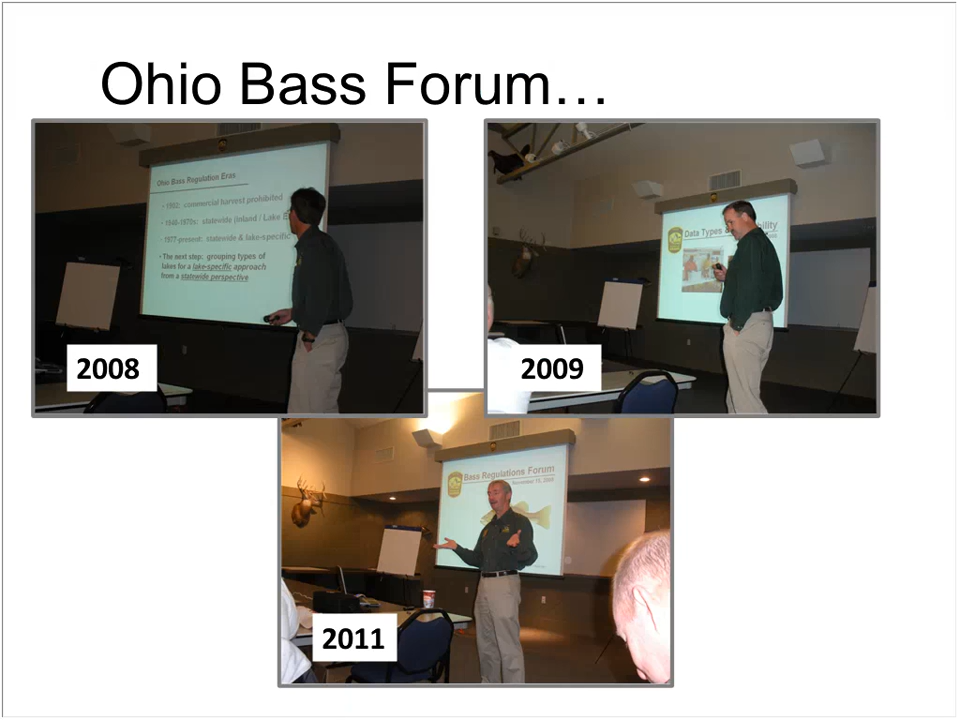 Ohio Bass Forum…
Ohio Bass Regulation Eras
• 1902: commercial harvest prohibited
• 1940-1970s: statewide (Inland / Lake E
• 1977-present: statewide & lake-specific
• The next step: grouping types of
lakes for a lake-specific approach
from a statewide perspective
2008
Data Types
2009
Bass Regulations Forum
2011